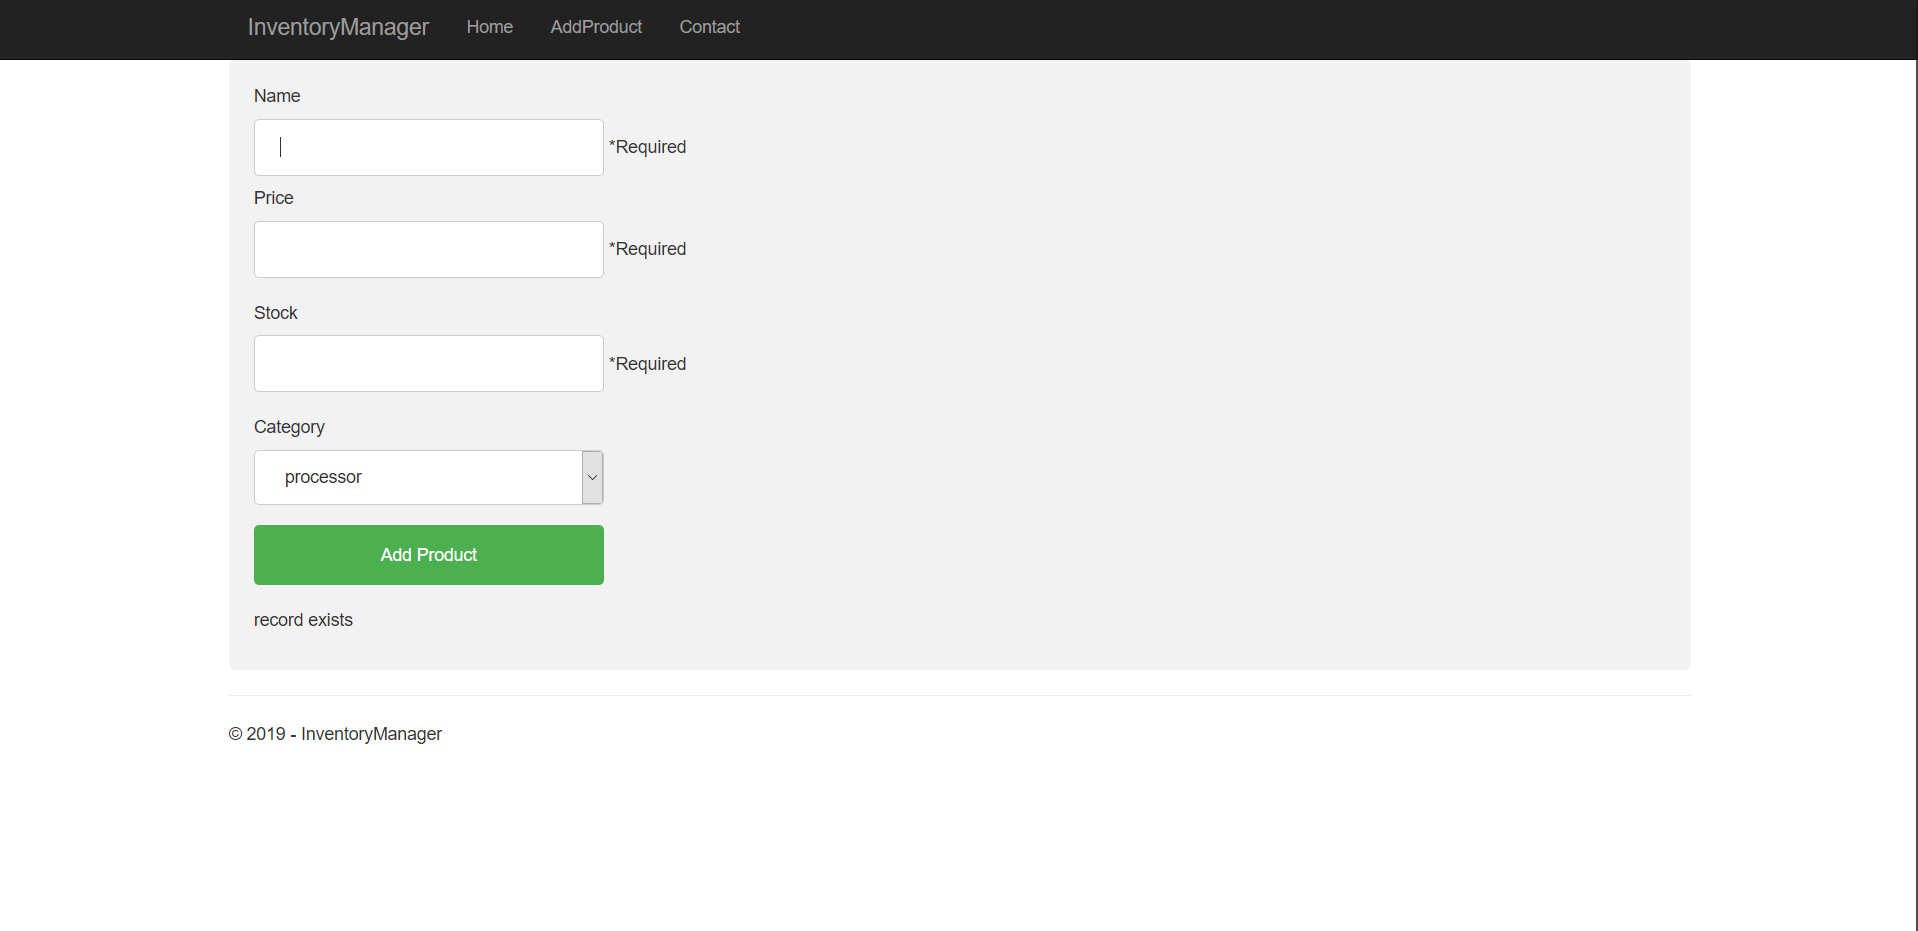 InventoryManager Home AddProduct Contact
Name
*Required
Price
*Required
Stock
*Required
Category
processor
Add Product
record exists
© 2019 - InventoryManager